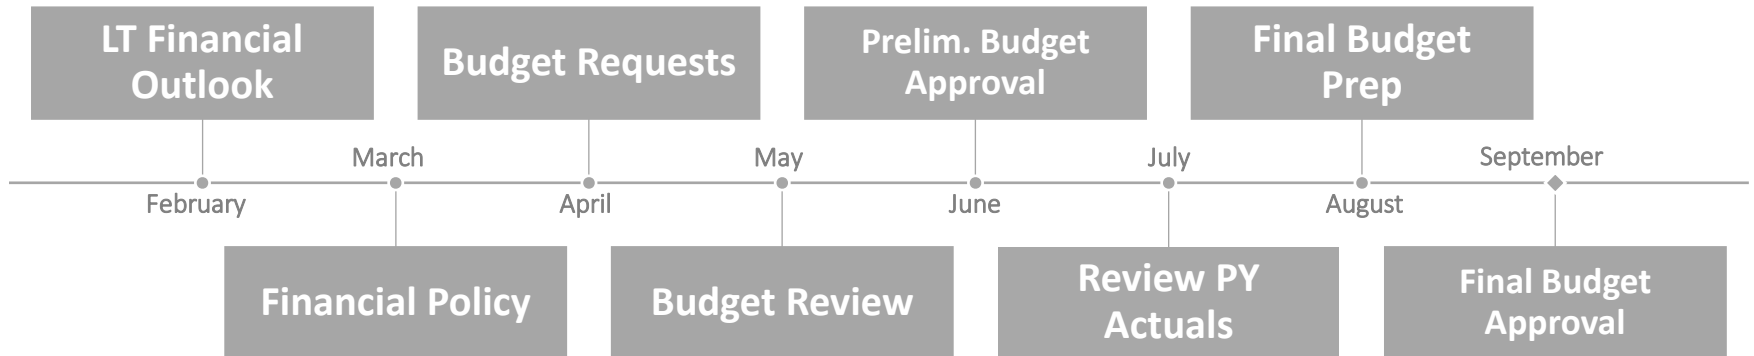 LT Financial
Outlook
Budget Requests
Prelim. Budget
Approval
Final Budget
Prep
March
May
July
September
February
April
June
August
Financial Policy
Budget Review
Review PY
Actuals
Final Budget
Approval